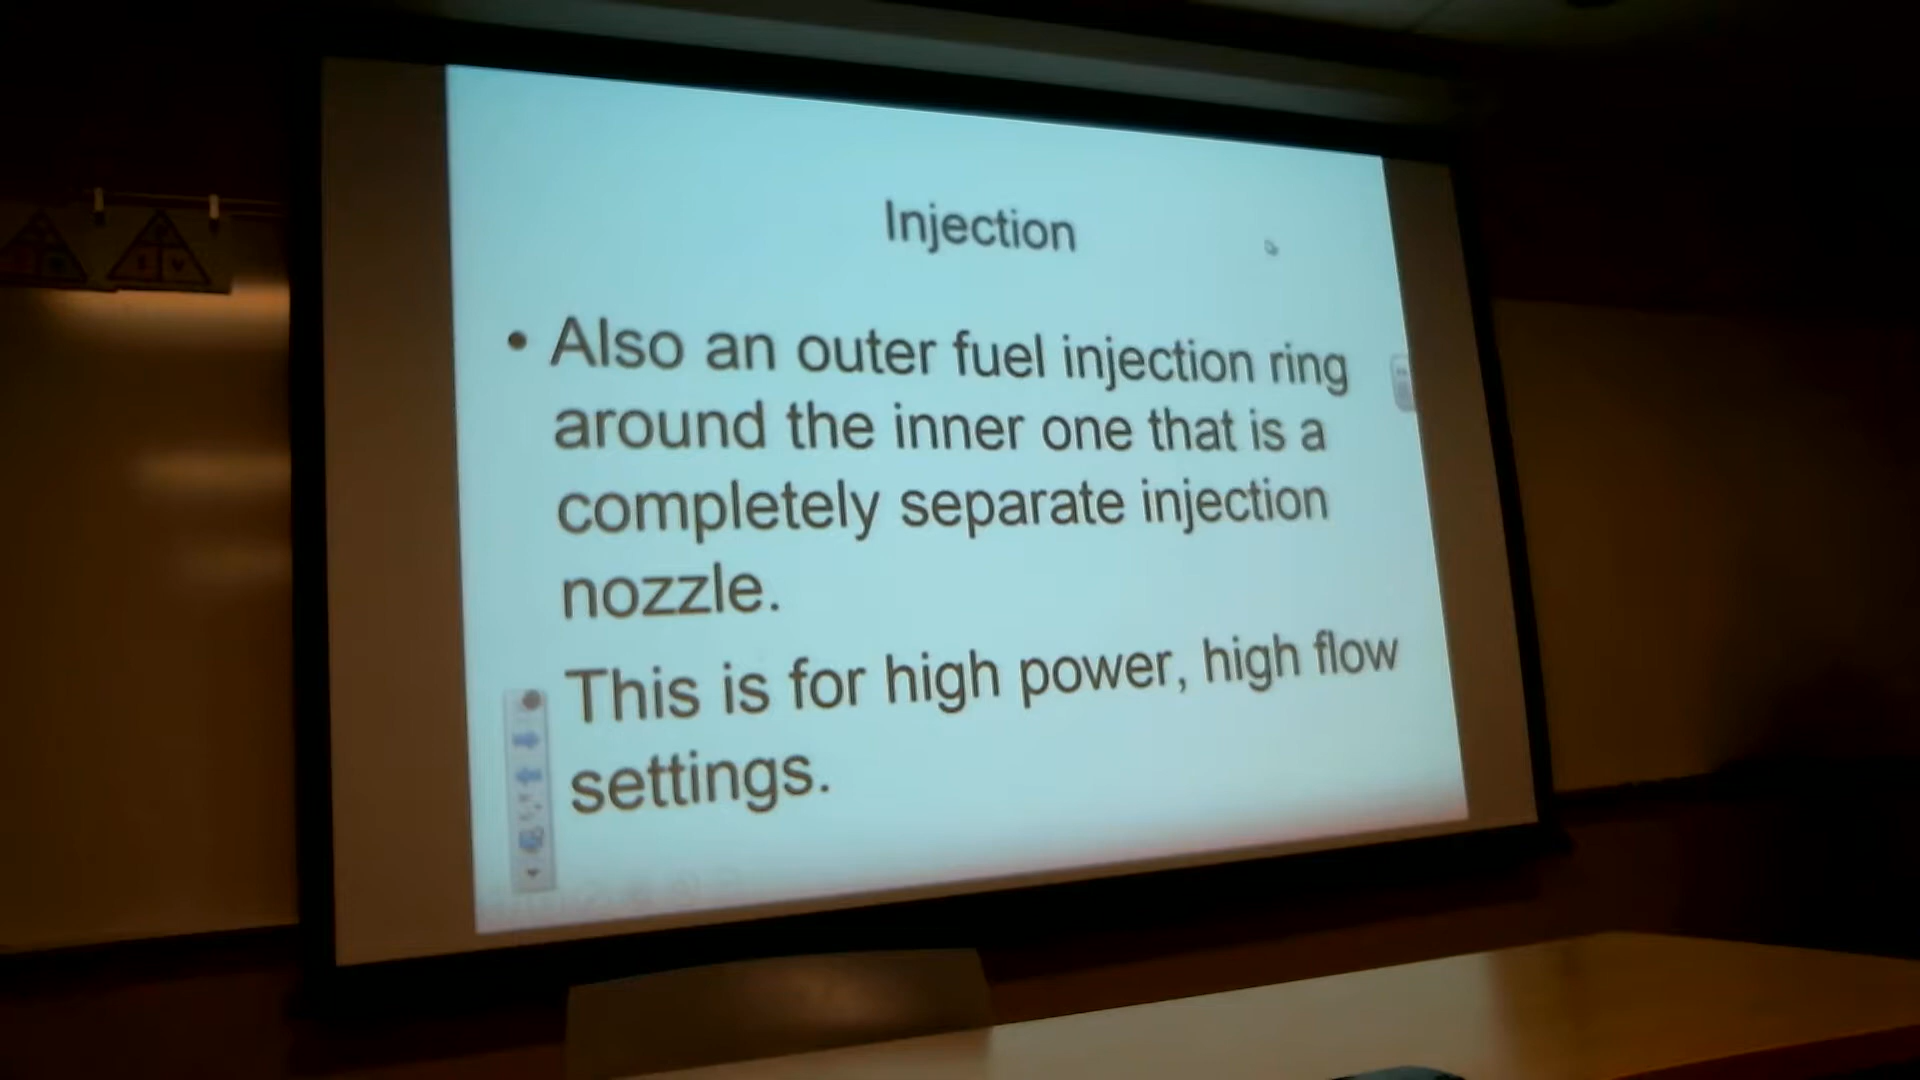 Injection
• Also an outer fuel injection ring
around the inner one that is a
completely separate injection
nozzle.
• This is for high power, high flow
settings.